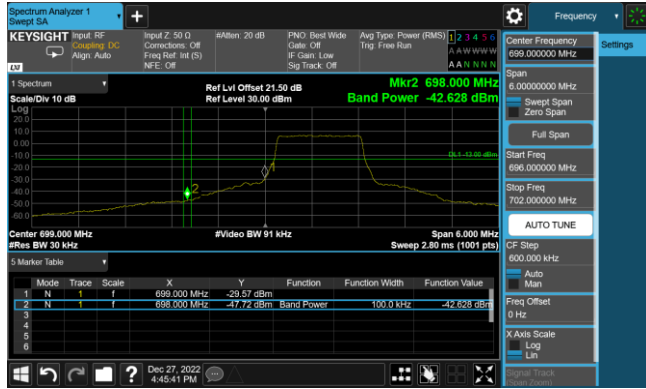 Spectrum Analyzer 1
Swept SA
Frequency
KEYSIGHT
Input: RF
Coupling: DC
Align: Auto
Input Z: 50 Ω
Corrections: Off
Freq Ref: Int (S)
NFE: Off
#Atten: 20 dB
PNO: Best Wide
Gate: Off
IF Gain: Low
Sig Track: Off
Avg Type: Power (RMS)
Trig: Free Run
1 2 3 4 5 6
A A W W W W
A A N N N N
LXI
1 Spectrum
Scale/Div 10 dB
Ref Lvl Offset 21.50 dB
Ref Level 30.00 dBm
Mkr2 698.000 MHz
Band Power -42.628 dBm
Log
20.0
10.0
0.00
-10.0
-20.0
-30.0
-40.0
-50.0
-60.0
DL1 -13.00 dBm
1
2
Center 699.000 MHz
#Res BW 30 kHz
#Video BW 91 kHz
Span 6.000 MHz
Sweep 2.80 ms (1001 pts)
5 Marker Table
Mode Trace Scale X Y Function Function Width Function Value
1 N 1 f 699.000 MHz -29.57 dBm
2 N 1 f 698.000 MHz -47.72 dBm Band Power 100.0 kHz -42.628 dBm
3
4
5
6
Dec 27, 2022
4:45:41 PM
Center Frequency
699.000000 MHz
Settings
Span
6.00000000 MHz
Swept Span
Zero Span
Full Span
Start Freq
696.000000 MHz
Stop Freq
702.000000 MHz
AUTO TUNE
CF Step
600.000 kHz
Auto
Man
Freq Offset
0 Hz
X Axis Scale
Log
Lin
Signal Track
(Span Zoom)